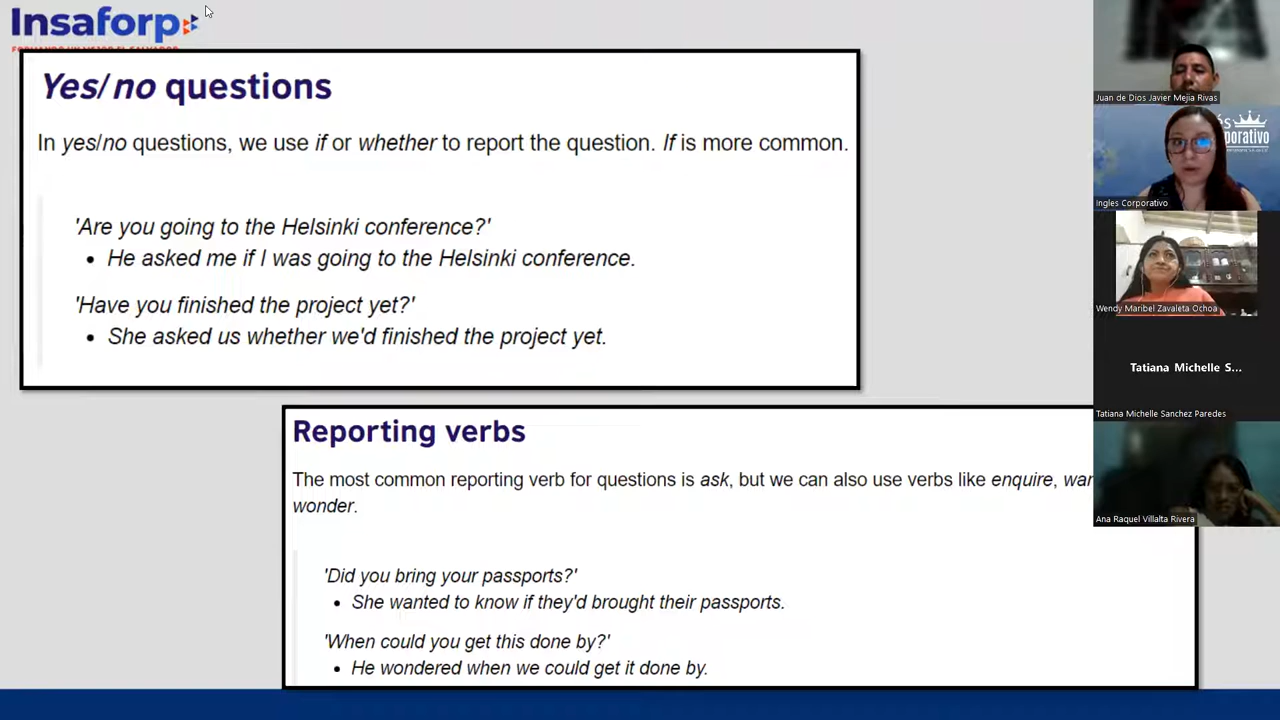 Insaforp
Yes/no questions
In yes/no questions, we use if or whether to report the question. If is more common.
'Are you going to the Helsinki conference?'
• He asked me if I was going to the Helsinki conference.
'Have you finished the project yet?'
• She asked us whether we'd finished the project yet.
Reporting verbs
The most common reporting verb for questions is ask, but we can also use verbs like enquire,
wonder.
'Did you bring your passports?'
• She wanted to know if they'd brought their passports.
'When could you get this done by?'
• He wondered when we could get it done by.
Juan de Dios Javier Mejia Rivas
Ingles Corporativo
Wendy Maribel Zavaleta Ochoa
Tatiana Michelle S...
Tatiana Michelle Sanchez Paredes
Ana Raquel Villalta Rivera